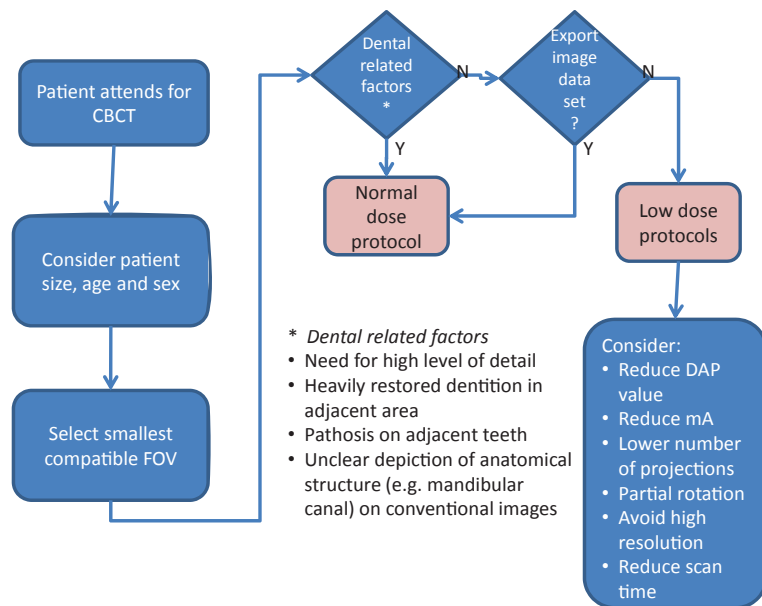 Patient attends for
CBCT
Consider patient
size, age and sex
Select smallest
compatible FOV
Dental
related
factors
*
N
Y
Export
image
data
set
?
N
Y
Normal
dose
protocol
Low dose
protocols
* Dental related factors
• Need for high level of detail
• Heavily restored dentition in
adjacent area
• Pathosis on adjacent teeth
• Unclear depiction of anatomical
structure (e.g. mandibular
canal) on conventional images
Consider:
• Reduce DAP
value
• Reduce mA
• Lower number
of projections
• Partial rotation
• Avoid high
resolution
• Reduce scan
time